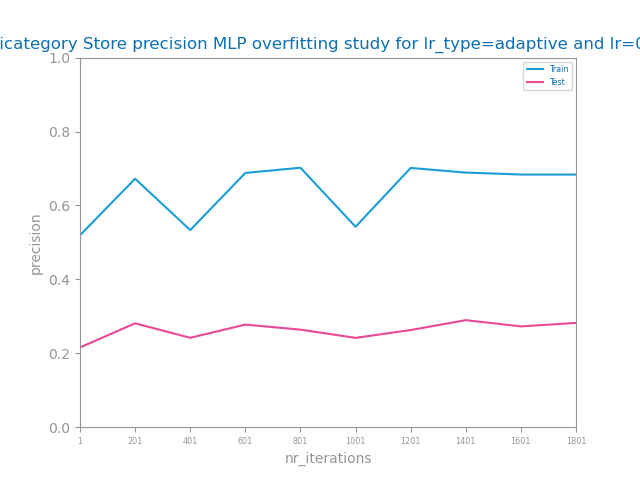 icategory Store precision MLP overfitting study for lr_type=adaptive and lr=0
Train
Test
1.0
0.8
0.6
0.4
0.2
0.0
precision
1 201 401 601 801 1001 1201 1401 1601 1801
nr_iterations